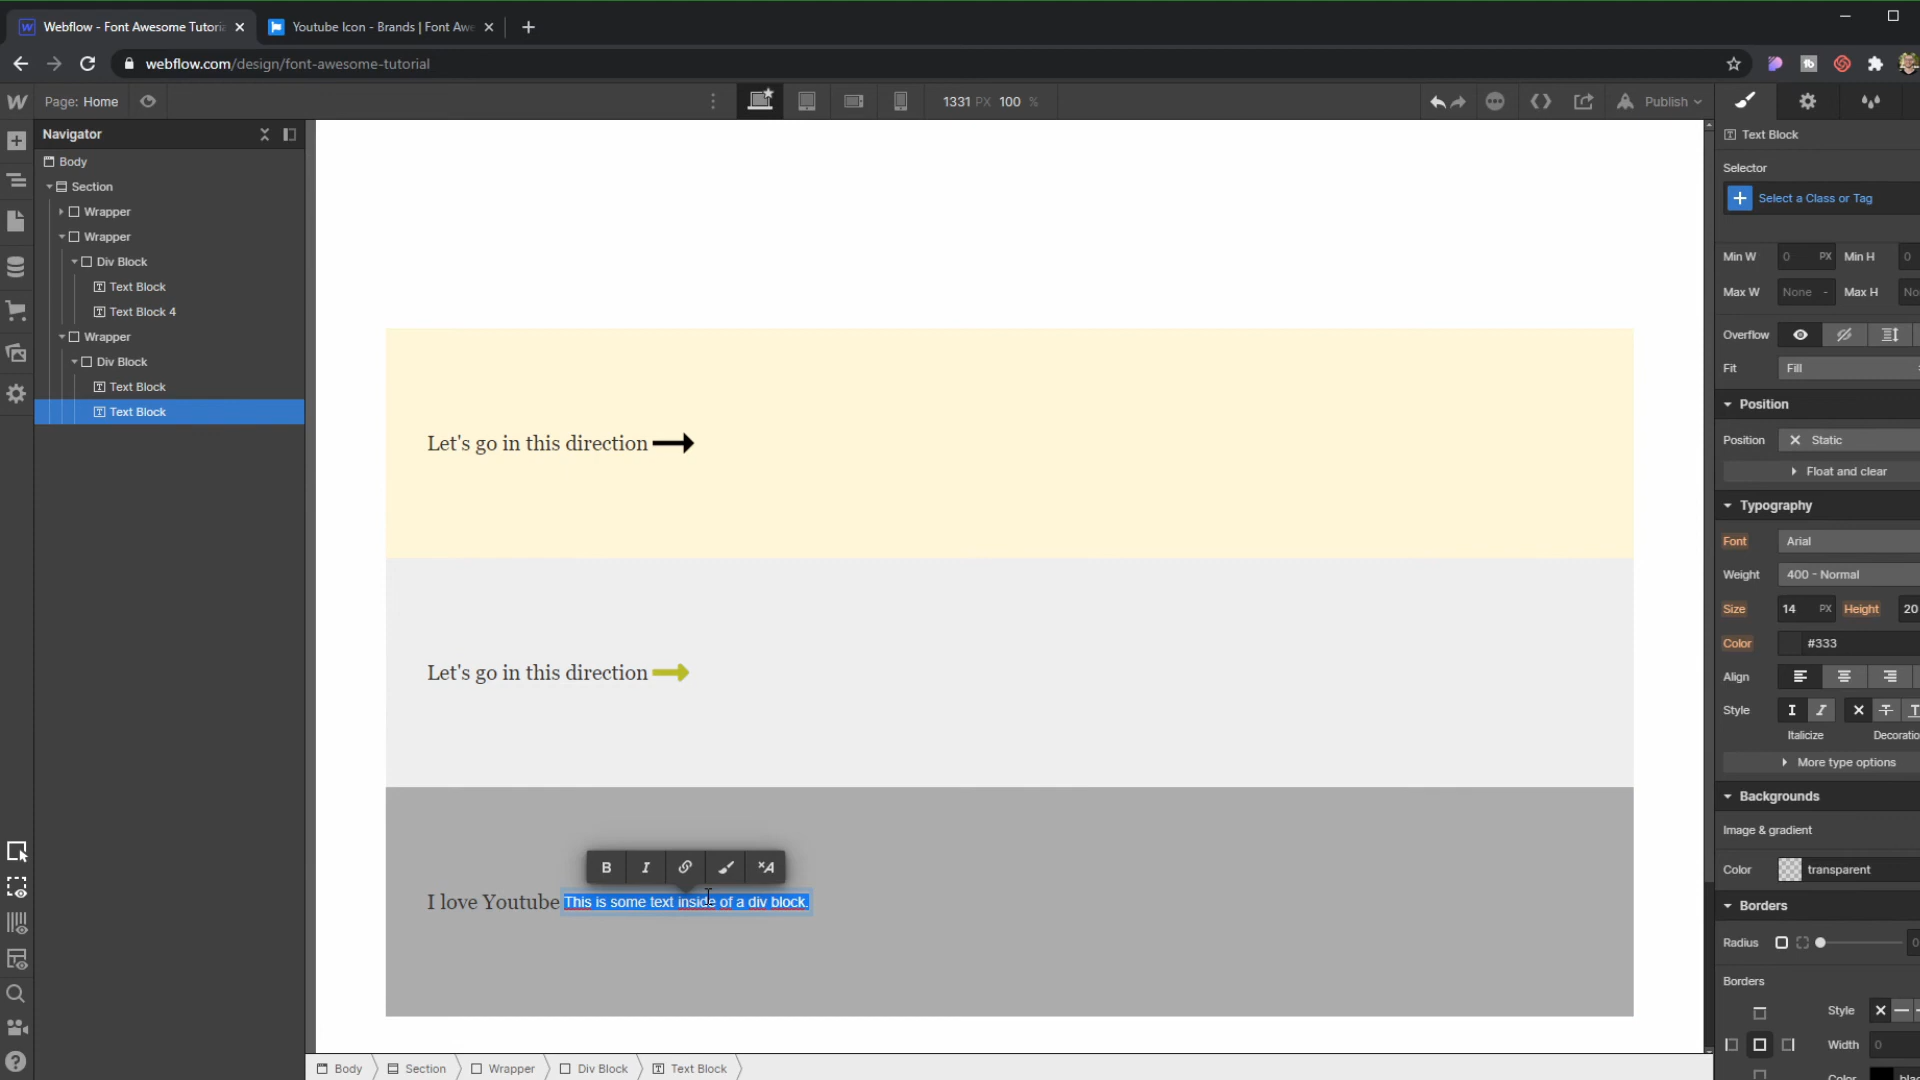 Webflow - Font Awesome Tutoria
Youtube Icon - Brands | Font Awe
webflow.com/design/font-awesome-tutorial
Page: Home
1331 PX 100 %
Publish
Navigator
Body
Section
Wrapper
Wrapper
Div Block
Text Block
Text Block 4
Wrapper
Div Block
Text Block
Text Block
Let's go in this direction
Let's go in this direction
B I
I love Youtube This is some text inside of a div block.
Body Section Wrapper Div Block Text Block
Text Block
Selector
Select a Class or Tag
Min W 0 PX Min H 0
Max W None - Max H No
Overflow
Fit Fill
Position
Position Static
Float and clear
Typography
Font Arial
Weight 400 - Normal
Size 14 PX Height 20
Color #333
Align
Style
Italicize Decoratio
More type options
Backgrounds
Image & gradient
Color transparent
Borders
Radius 0
Borders
Style
Width 0
Color blac